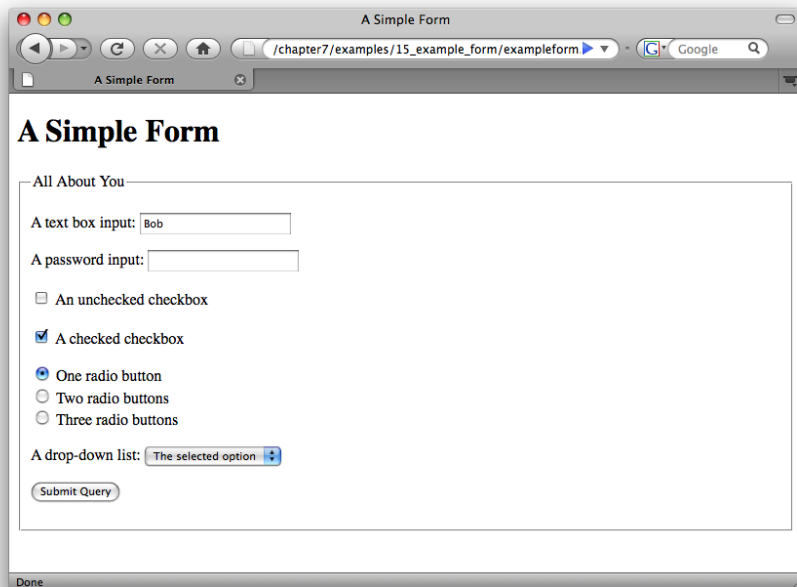 A Simple Form
/chapter7/examples/15_example_form/exampleform
G Google
A Simple Form
A Simple Form
All About You
A text box input: Bob
A password input:
An unchecked checkbox
A checked checkbox
One radio button
Two radio buttons
Three radio buttons
A drop-down list: The selected option
Submit Query
Done